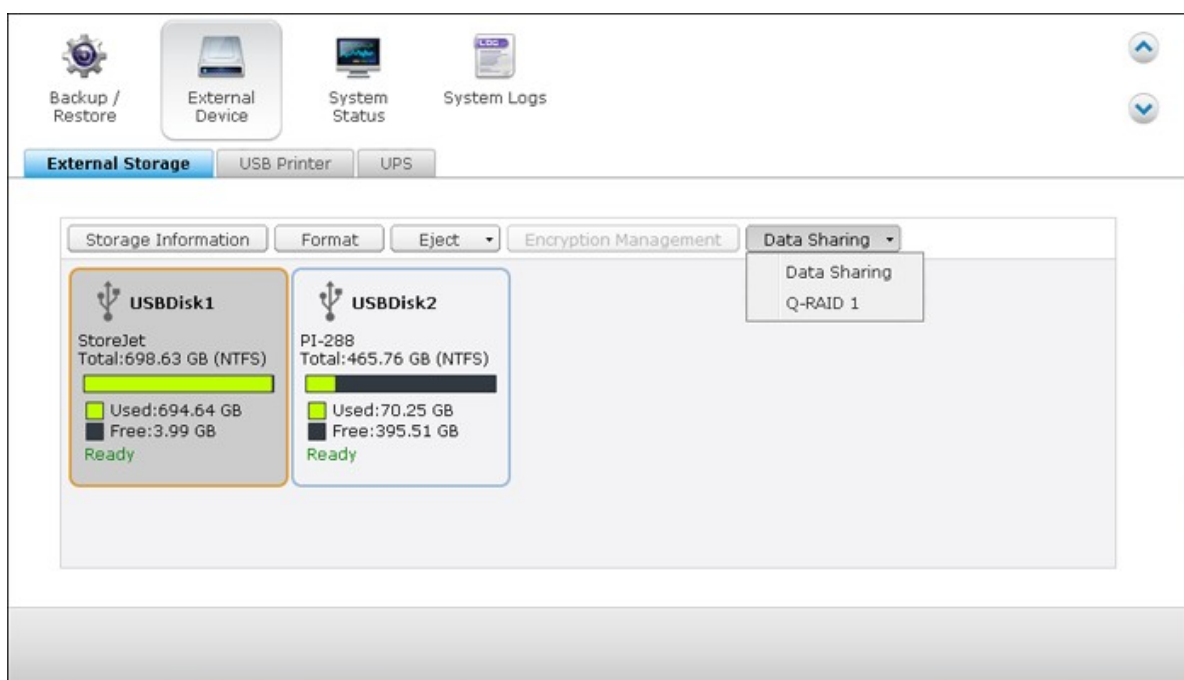 LOG
Backup / Restore
External Device
System Status
System Logs
External Storage
USB Printer
UPS
Storage Information
Format
Eject
Encryption Management
Data Sharing
Data Sharing
Q-RAID 1
USBDisk1
StoreJet
Total:698.63 GB (NTFS)
Used:694.64 GB
Free:3.99 GB
Ready
USBDisk2
PI-288
Total:465.76 GB (NTFS)
Used:70.25 GB
Free:395.51 GB
Ready